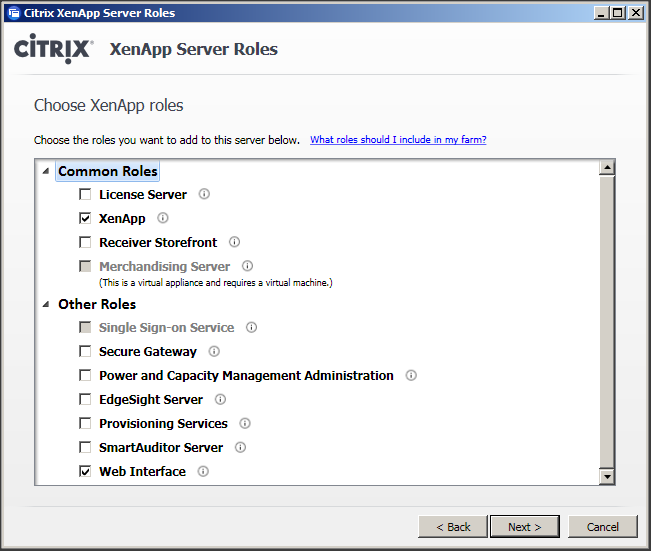 Citrix XenApp Server Roles
CİTRIX® XenApp Server Roles
Choose XenApp roles
Choose the roles you want to add to this server below. What roles should I include in my farm?
Common Roles
License Server
XenApp
Receiver Storefront
Merchandising Server
(This is a virtual appliance and requires a virtual machine.)
Other Roles
Single Sign-on Service
Secure Gateway
Power and Capacity Management Administration
EdgeSight Server
Provisioning Services
SmartAuditor Server
Web Interface
< Back Next > Cancel